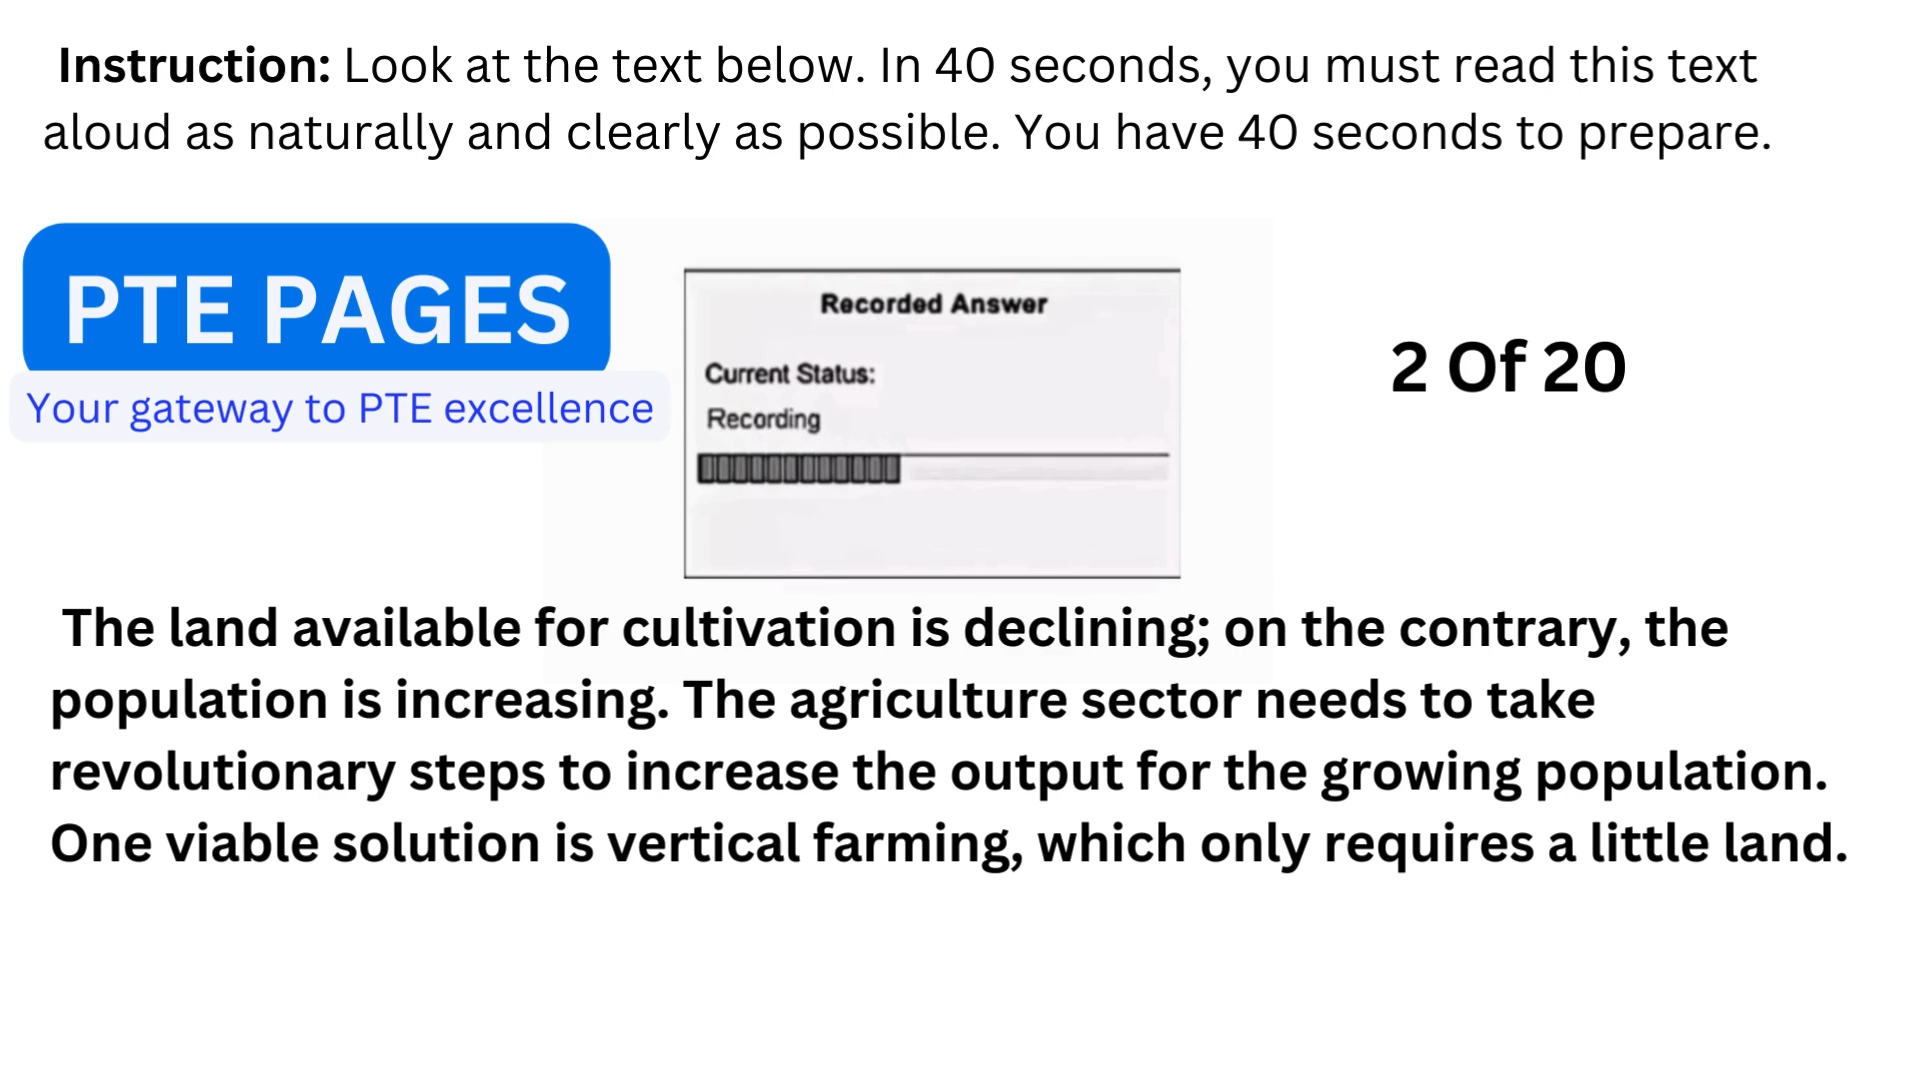 Instruction: Look at the text below. In 40 seconds, you must read this text
aloud as naturally and clearly as possible. You have 40 seconds to prepare.
PTE PAGES
Your gateway to PTE excellence
Recorded Answer
Current Status:
Recording
2 Of 20
The land available for cultivation is declining; on the contrary, the
population is increasing. The agriculture sector needs to take
revolutionary steps to increase the output for the growing population.
One viable solution is vertical farming, which only requires a little land.